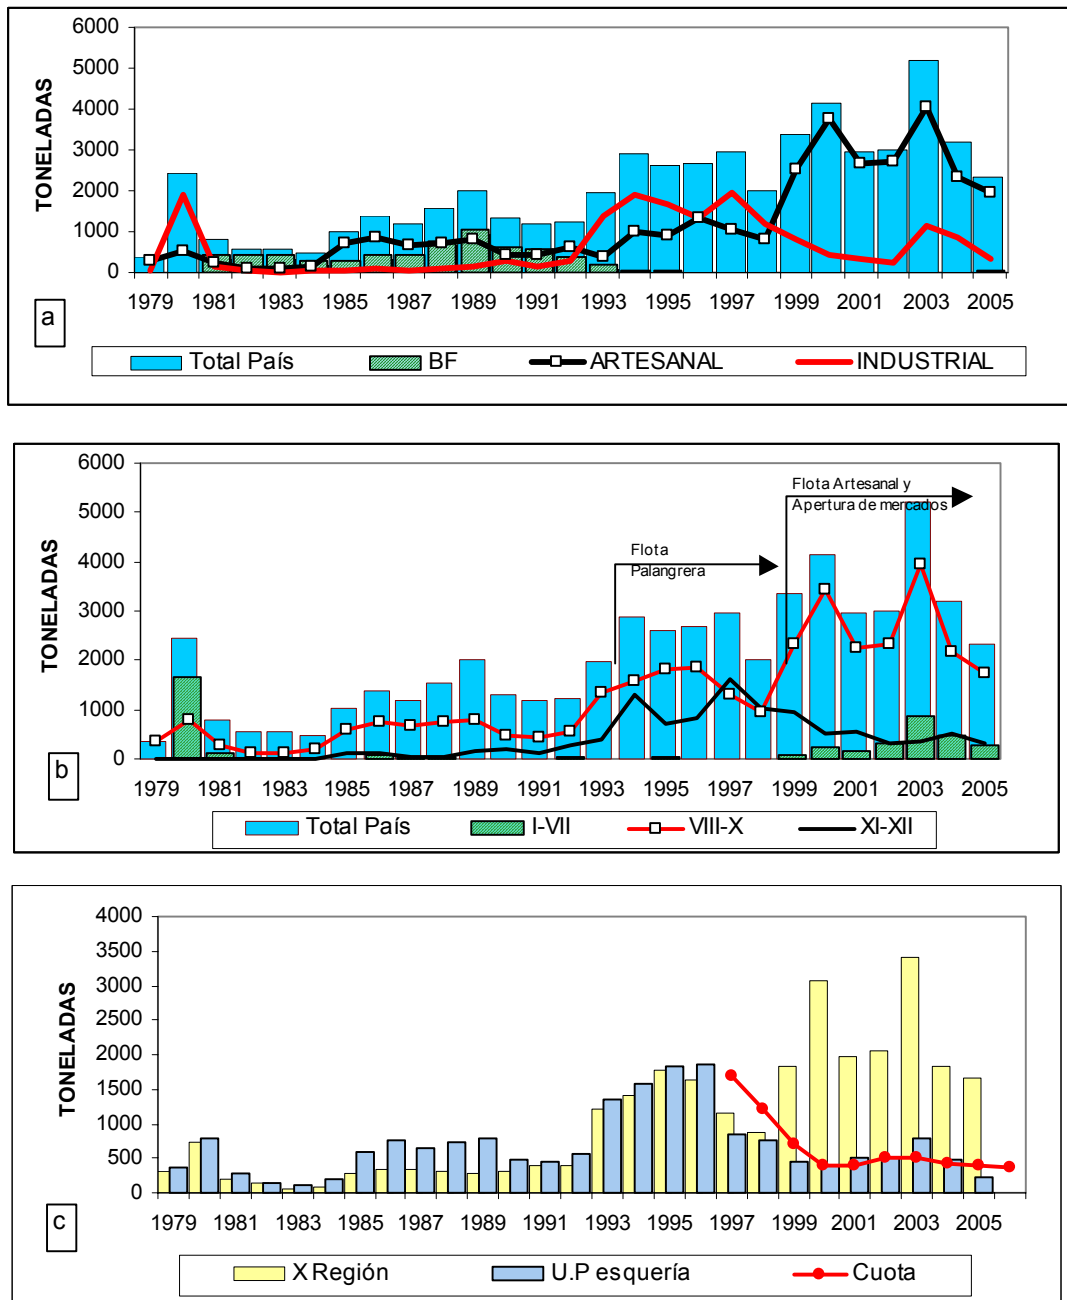 6000
5000
4000
3000
2000
1000
0
TONELADAS
1979 1981 1983 1985 1987 1989 1991 1993 1995 1997 1999 2001 2003 2005
a
Total País BF ARTESANAL INDUSTRIAL
6000
5000
4000
3000
2000
1000
0
TONELADAS
Flota Artesanal y
Apertura de mercados
Flota
Palangrera
1979 1981 1983 1985 1987 1989 1991 1993 1995 1997 1999 2001 2003 2005
b
Total País I-VII VIII-X XI-XII
4000
3500
3000
2500
2000
1500
1000
500
0
TONELADAS
1979 1981 1983 1985 1987 1989 1991 1993 1995 1997 1999 2001 2003 2005
c
X Región U.P esquería Cuota